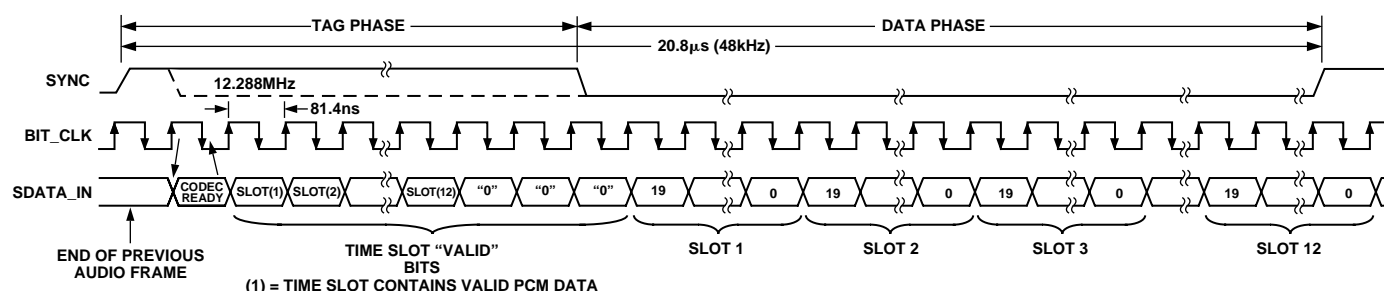 TAG PHASE DATA PHASE
20.8µs (48kHz)
SYNC
12.288MHz
81.4ns
BIT_CLK
SDATA_IN CODEC READY SLOT(1) SLOT(2) SLOT(12) “0” “0” “0” 19 0 19 0 19 0 19 0
END OF PREVIOUS
AUDIO FRAME
TIME SLOT “VALID”
BITS
(1) = TIME SLOT CONTAINS VALID PCM DATA
SLOT 1 SLOT 2 SLOT 3 SLOT 12